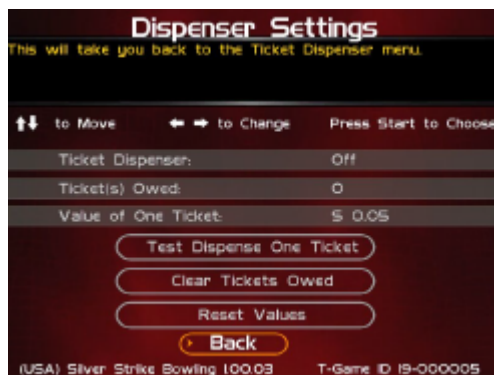 Dispenser Settings
This will take you back to the Ticket Dispenser menu.
to Move to Change Press Start to Choose
Ticket Dispenser: Off
Ticket(s) Owed: 0
Value of One Ticket: $ 0.05
Test Dispense One Ticket
Clear Tickets Owed
Reset Values
Back
(USA) Silver Strike Bowling 1.00.03 T-Game ID 19-000005